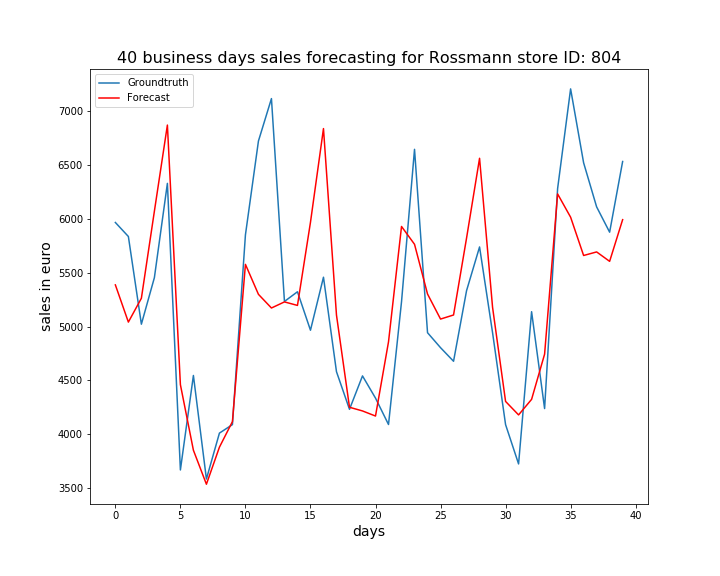 40 business days sales forecasting for Rossmann store ID: 804
Groundtruth
Forecast
7000
6500
6000
5500
5000
4500
4000
3500
sales in euro
0 5 10 15 20 25 30 35 40
days